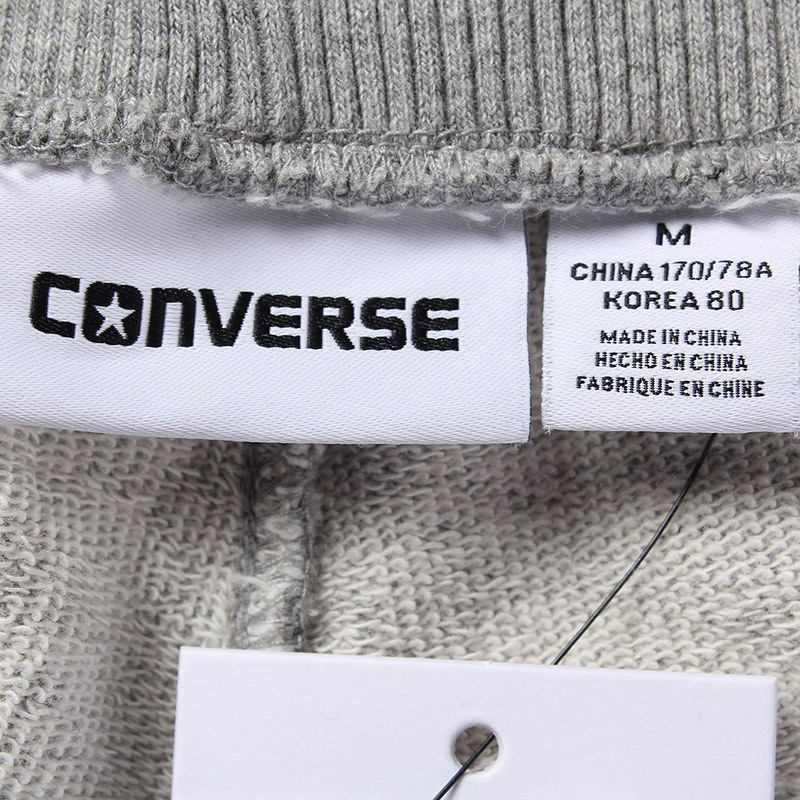 CONVERSE
M
CHINA 170/78A
KOREA 80
MADE IN CHINA
HECHO EN CHINA
FABRIQUE EN CHINE